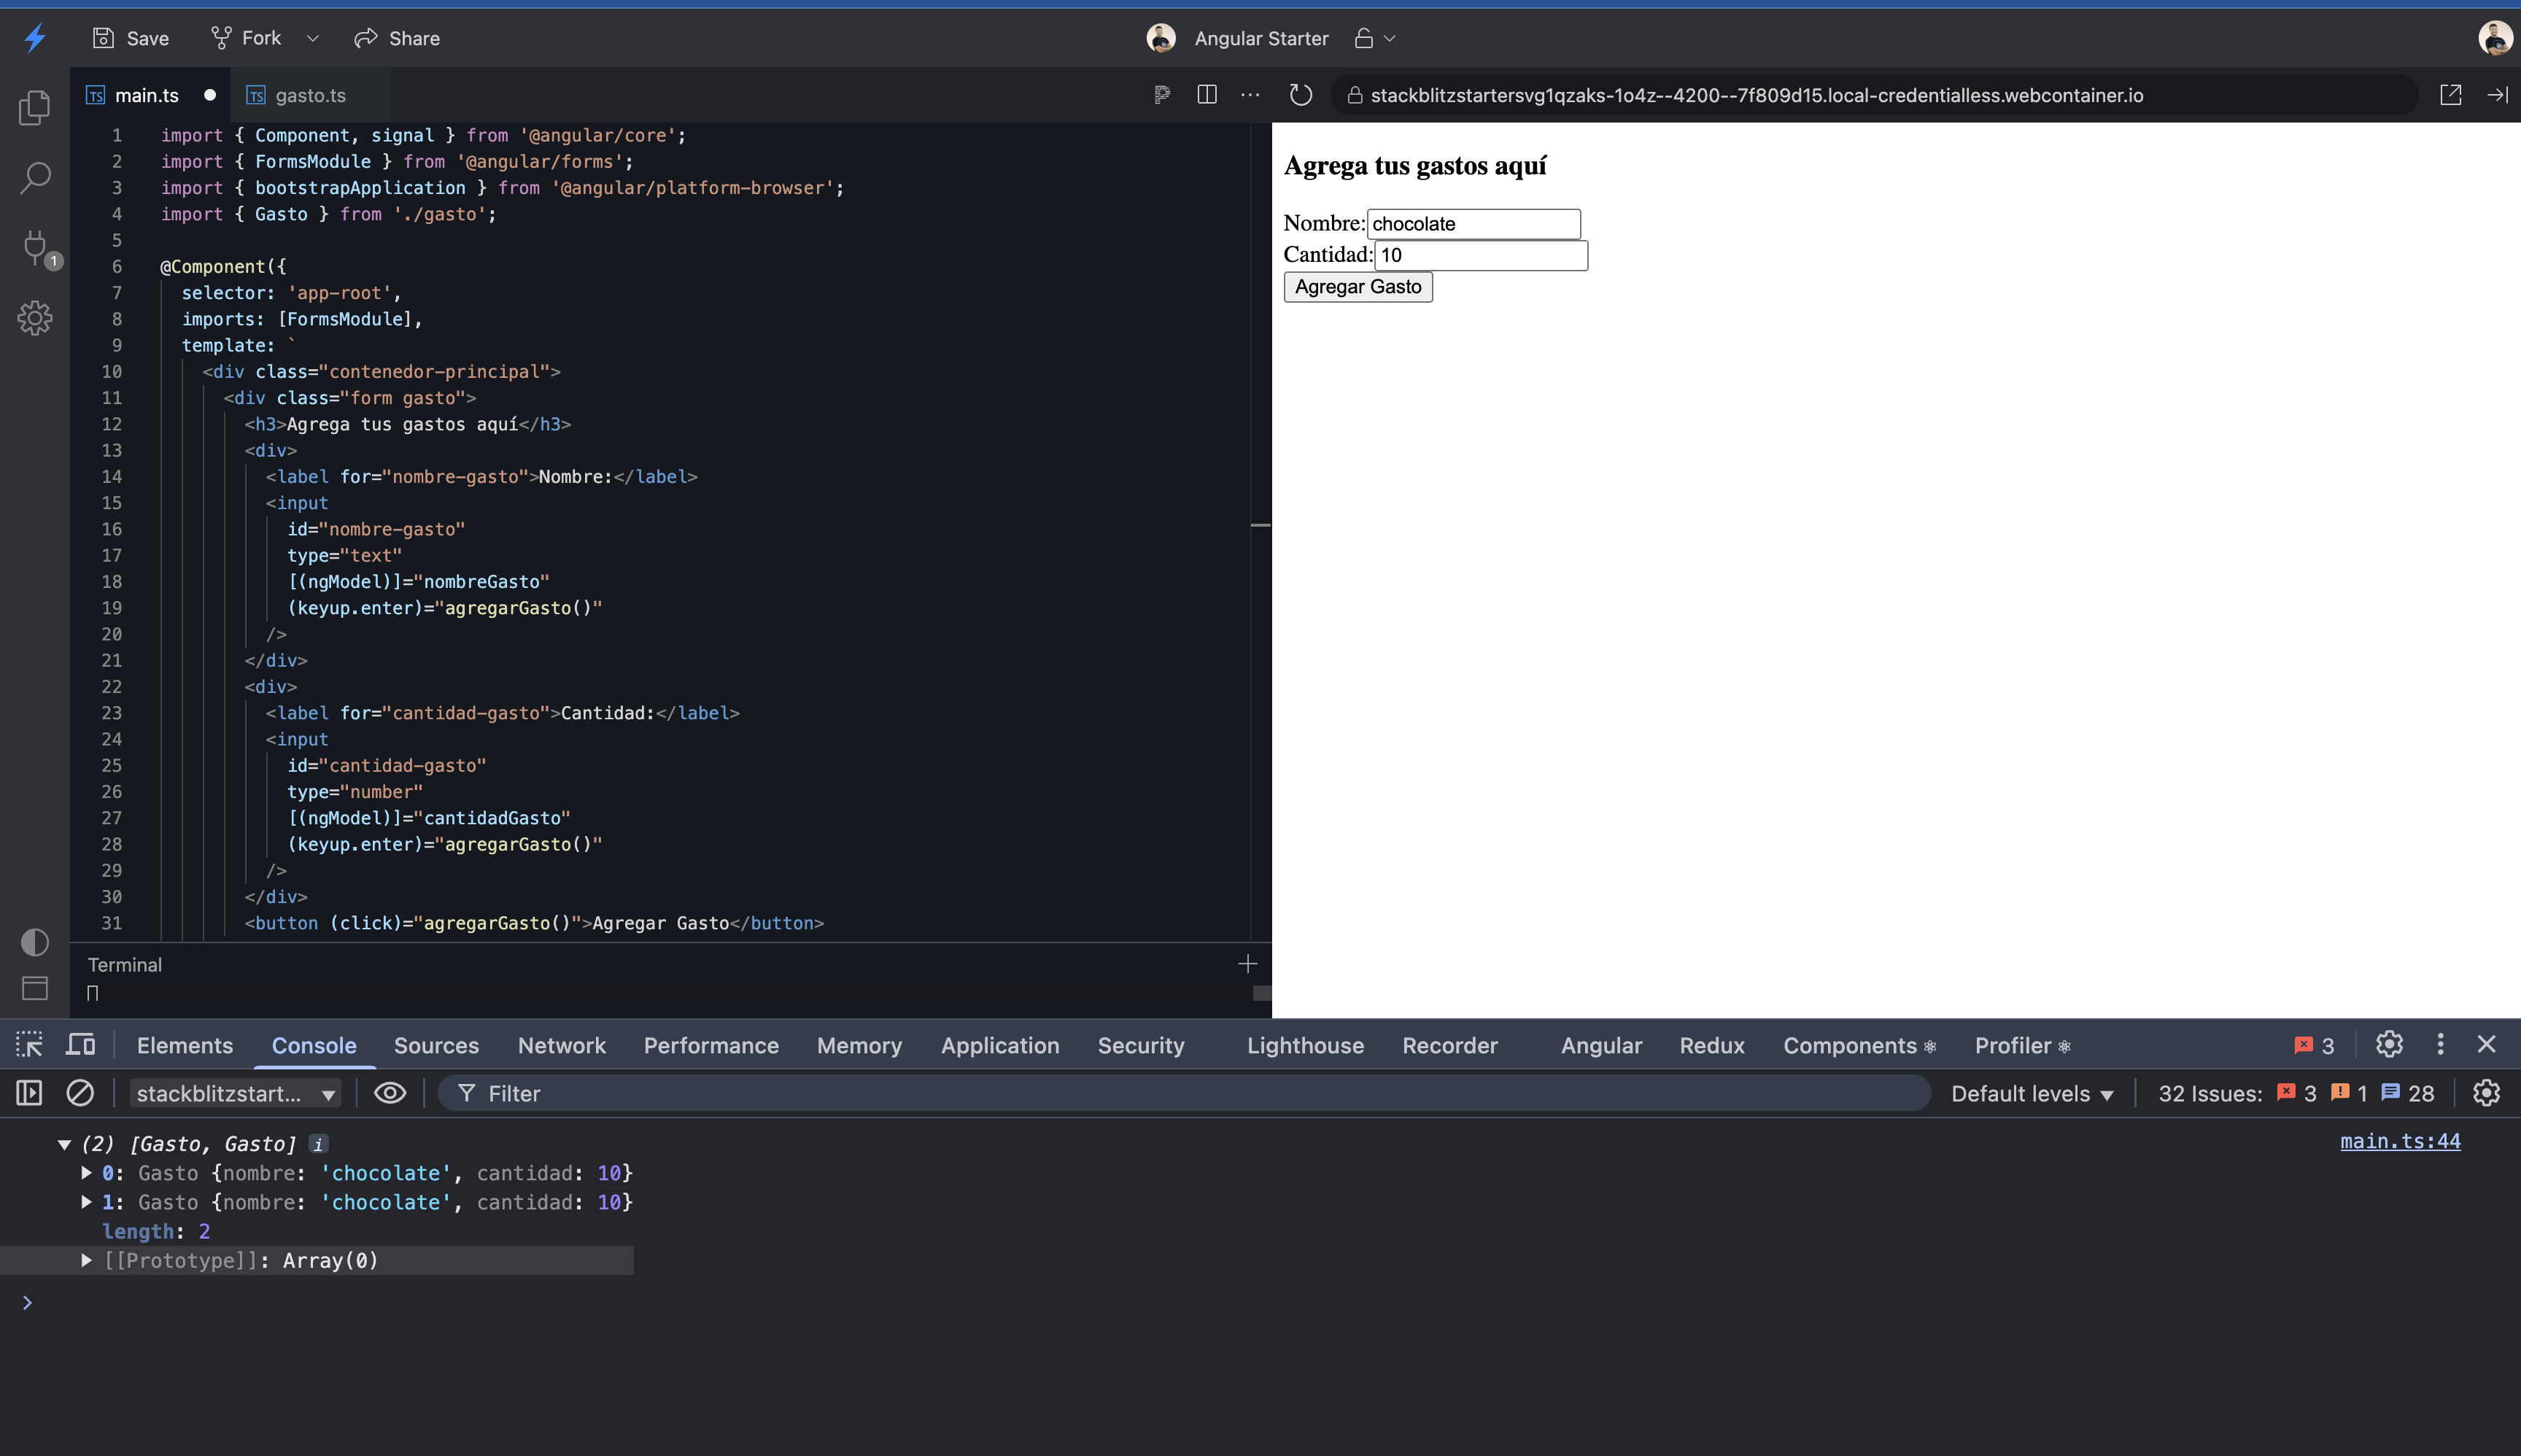 Save Fork Share Angular Starter
main.ts gasto.ts stackblitzstartersvg1qzaks-1o4z--4200--7f809d15.local-credentialless.webcontainer.io
1
1 import { Component, signal } from '@angular/core';
2 import { FormsModule } from '@angular/forms';
3 import { bootstrapApplication } from '@angular/platform-browser';
4 import { Gasto } from './gasto';
5
6 @Component({
7 selector: 'app-root',
8 imports: [FormsModule],
9 template: `
10 <div class="contenedor-principal">
11 <div class="form gasto">
12 <h3>Agrega tus gastos aquí</h3>
13 <div>
14 <label for="nombre-gasto">Nombre:</label>
15 <input
16 id="nombre-gasto"
17 type="text"
18 [(ngModel)]="nombreGasto"
19 (keyup.enter)="agregarGasto()"
20 />
21 </div>
22 <div>
23 <label for="cantidad-gasto">Cantidad:</label>
24 <input
25 id="cantidad-gasto"
26 type="number"
27 [(ngModel)]="cantidadGasto"
28 (keyup.enter)="agregarGasto()"
29 />
30 </div>
31 <button (click)="agregarGasto()">Agregar Gasto</button>
Terminal
Agrega tus gastos aquí
Nombre: chocolate
Cantidad: 10
Agregar Gasto
Elements Console Sources Network Performance Memory Application Security Lighthouse Recorder Angular Redux Components Profiler 3
stackblitzstart... Filter Default levels 32 Issues: 3 1 28
(2) [Gasto, Gasto] i main.ts:44
0: Gasto {nombre: 'chocolate', cantidad: 10}
1: Gasto {nombre: 'chocolate', cantidad: 10}
length: 2
[[Prototype]]: Array(0)